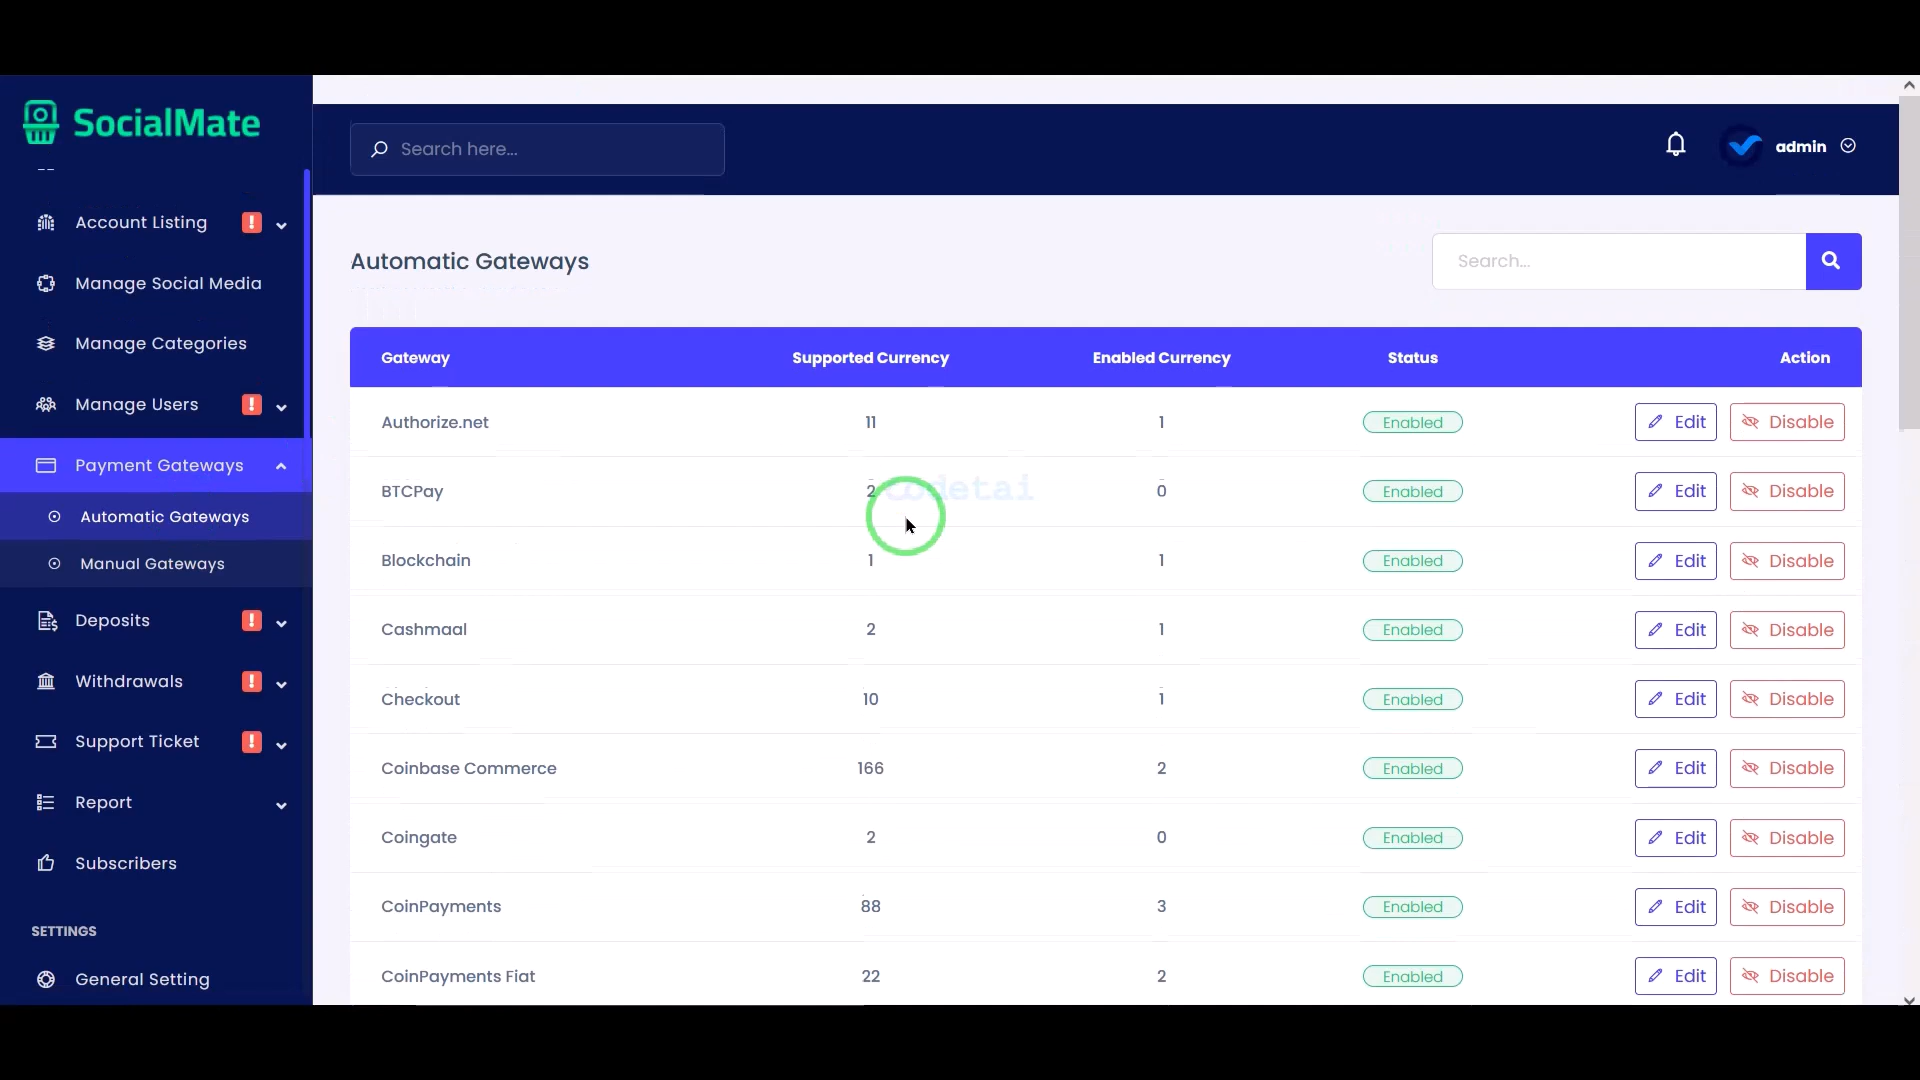 SocialMate
Search here...
admin
Account Listing !
Manage Social Media
Manage Categories
Manage Users !
Payment Gateways
Automatic Gateways
Manual Gateways
Deposits !
Withdrawals !
Support Ticket !
Report
Subscribers
SETTINGS
General Setting
Automatic Gateways
Search...
Gateway Supported Currency Enabled Currency Status Action
Authorize.net 11 1 Enabled Edit Disable
BTCPay 2 0 Enabled Edit Disable
codetai
Blockchain 1 1 Enabled Edit Disable
Cashmaal 2 1 Enabled Edit Disable
Checkout 10 1 Enabled Edit Disable
Coinbase Commerce 166 2 Enabled Edit Disable
Coingate 2 0 Enabled Edit Disable
CoinPayments 88 3 Enabled Edit Disable
CoinPayments Fiat 22 2 Enabled Edit Disable